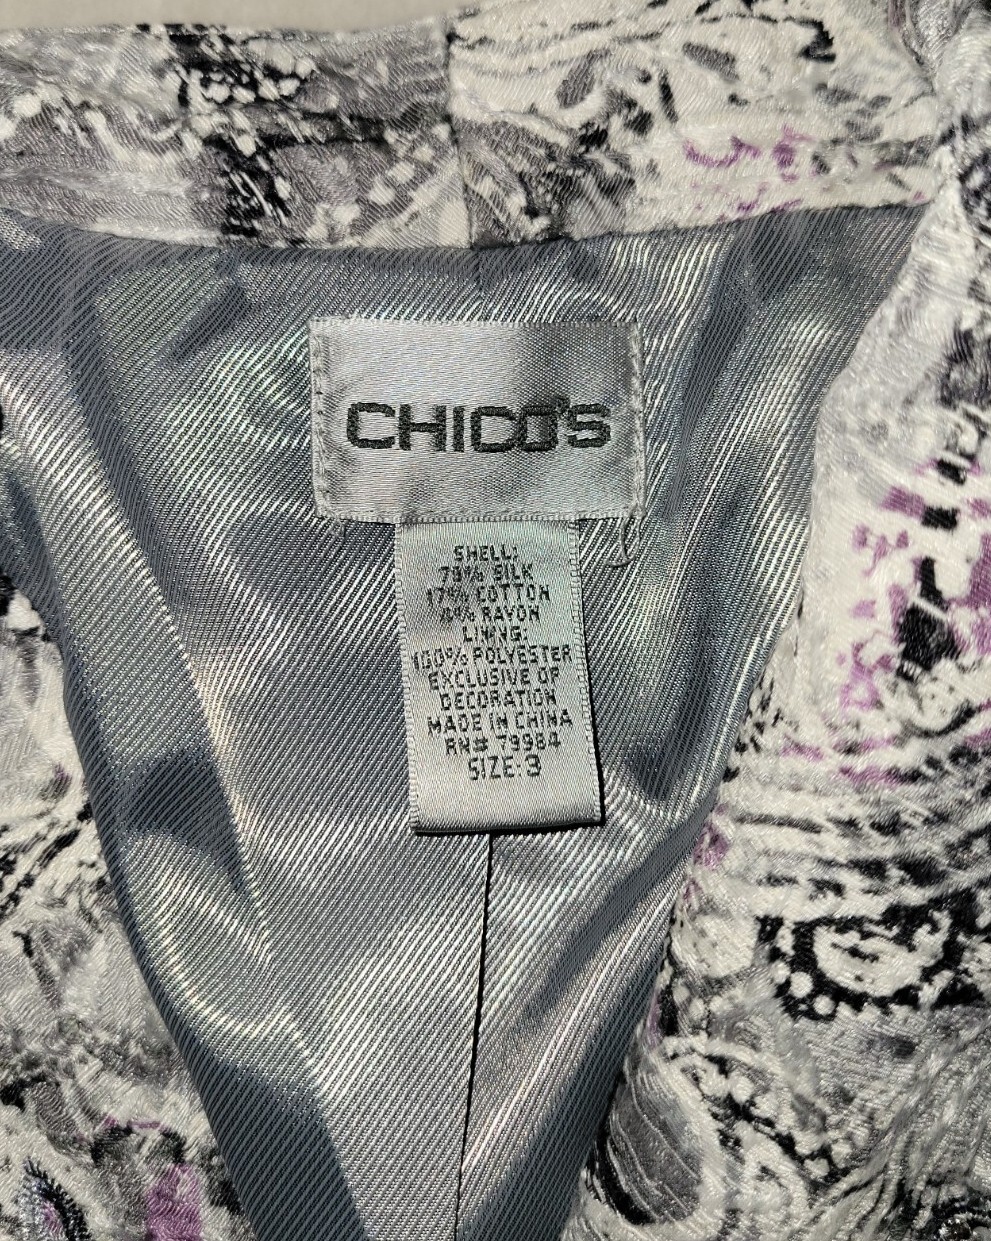 CHICO'S
SHELL:
79% SILK
17% COTTON
4% RAYON
LINING:
100% POLYESTER
EXCLUSIVE OF
DECORATION
MADE IN CHINA
RN# 79984
SIZE: 3